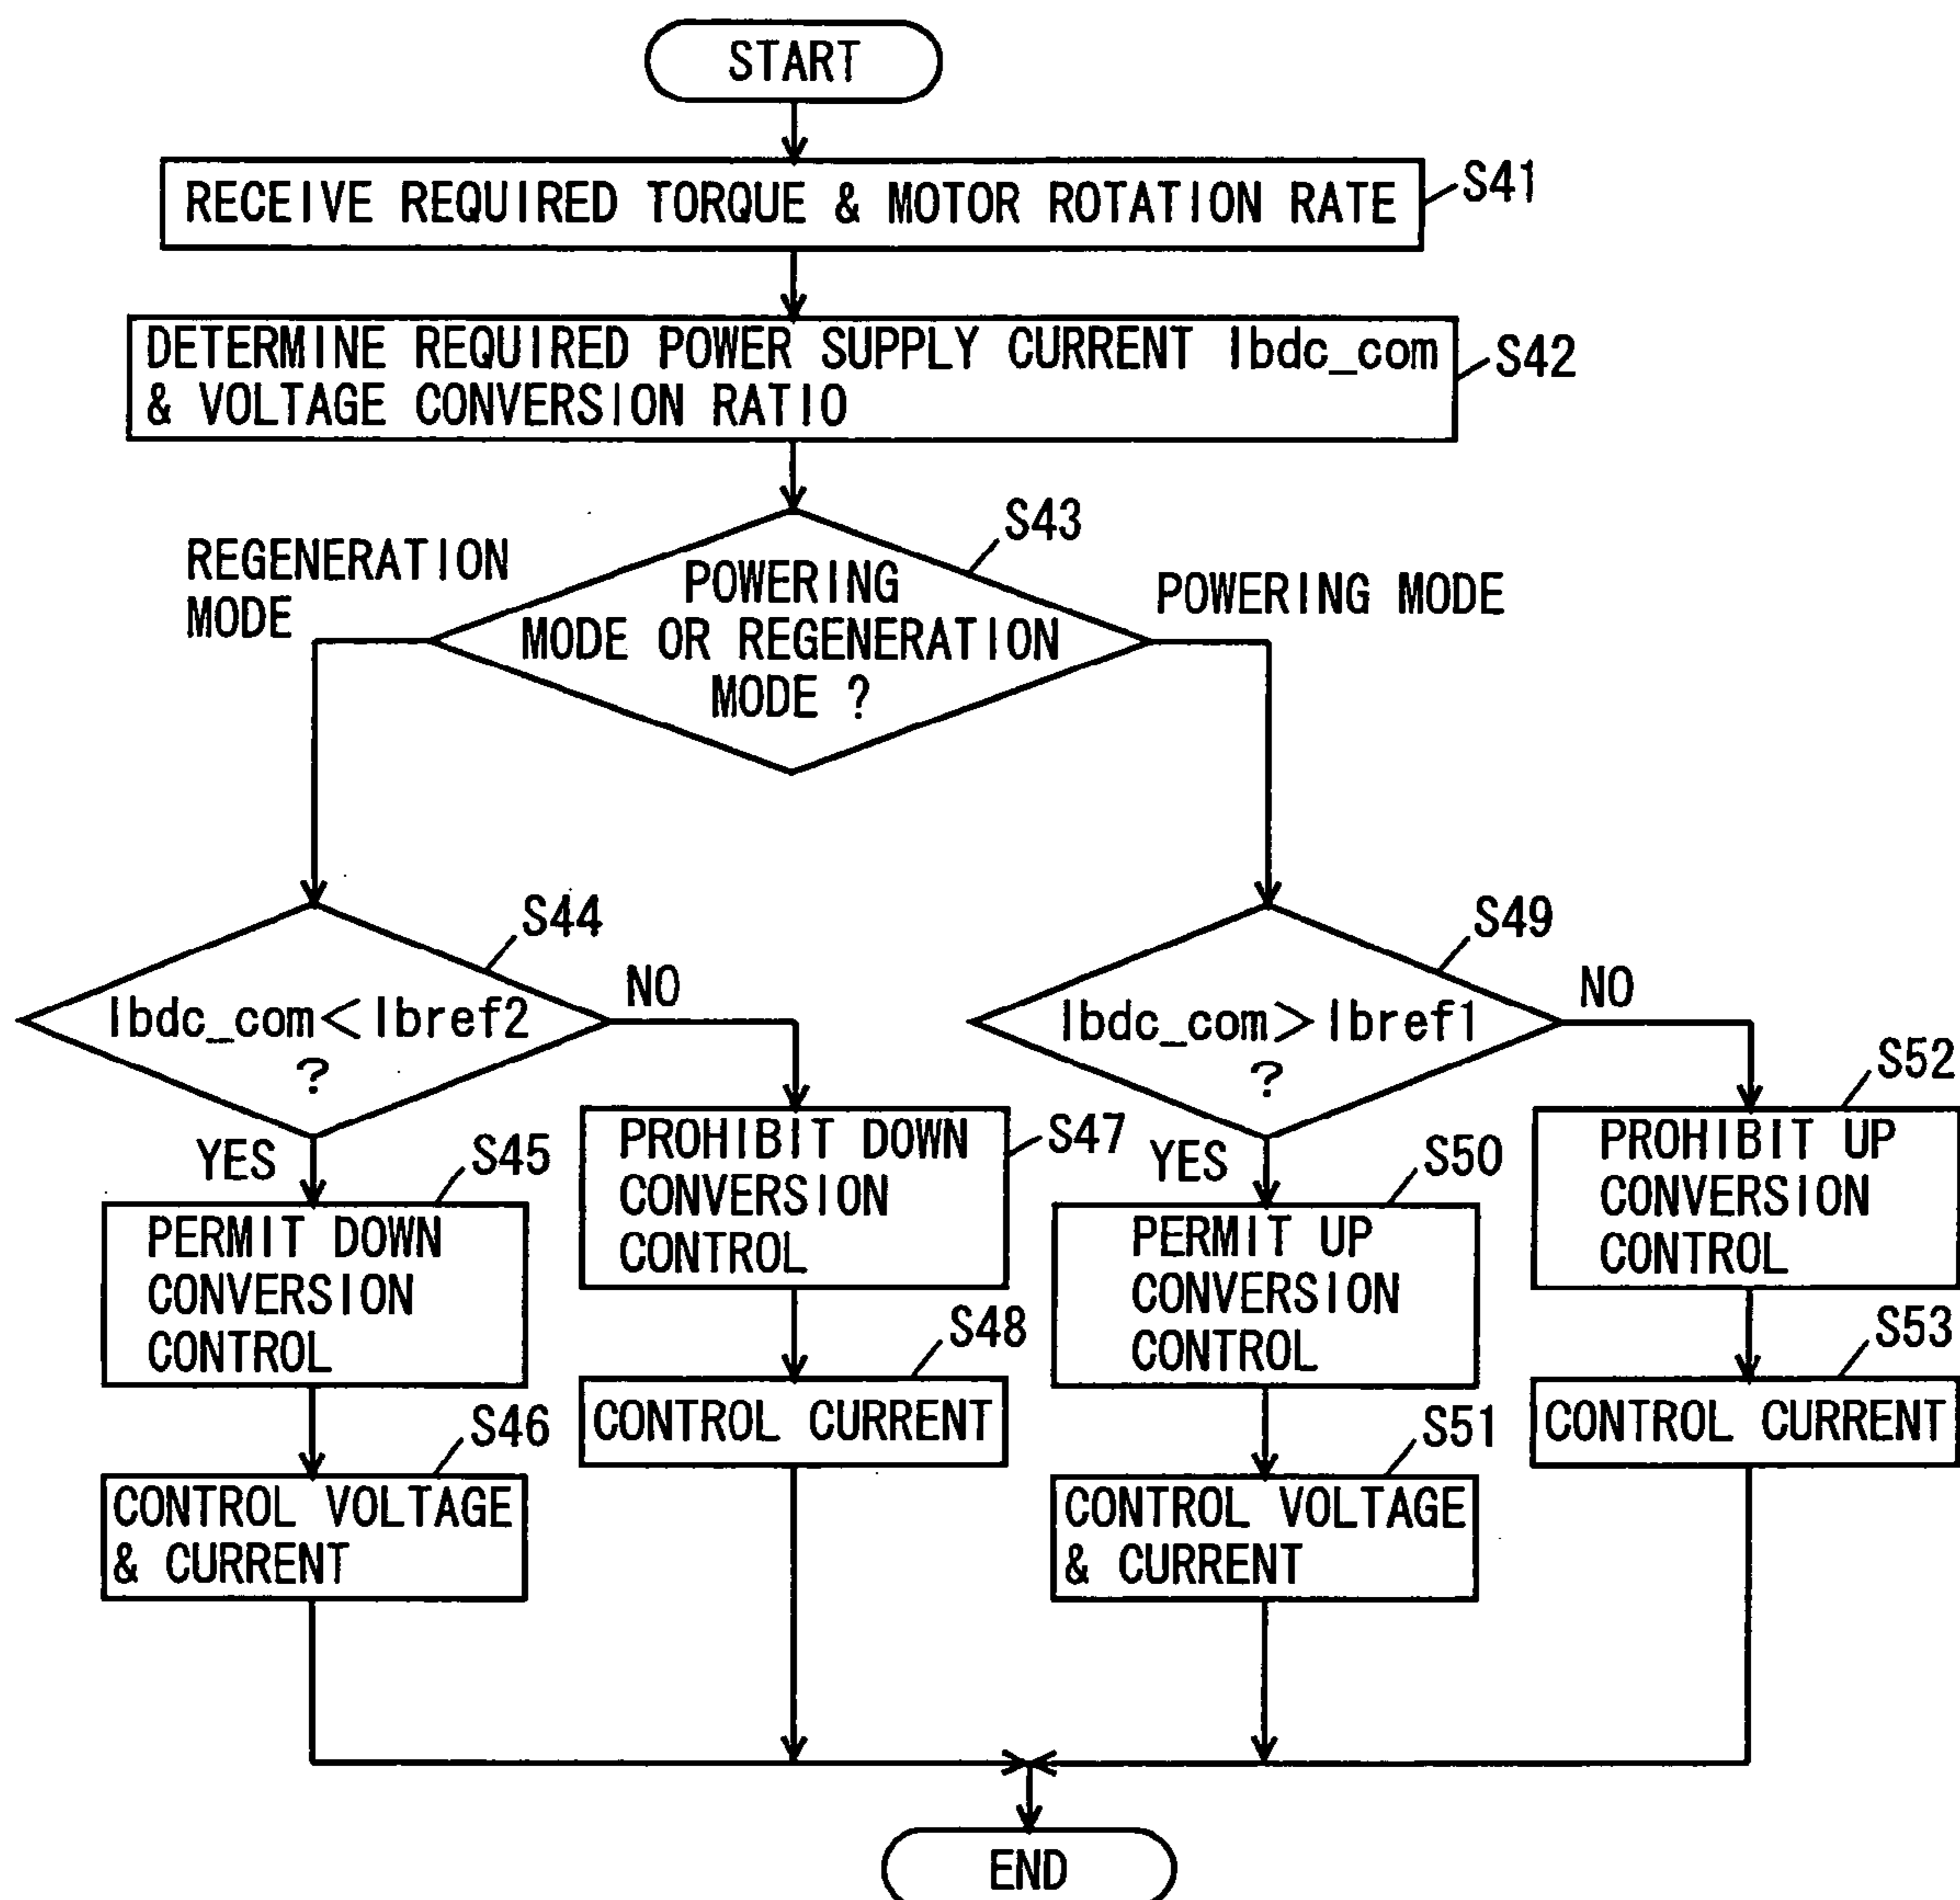 START
RECEIVE REQUIRED TORQUE & MOTOR ROTATION RATE
S41
DETERMINE REQUIRED POWER SUPPLY CURRENT Ibdc_com
& VOLTAGE CONVERSION RATIO
S42
S43
REGENERATION
MODE
POWERING
MODE OR REGENERATION
MODE ?
POWERING MODE
S44
Ibdc_com<Ibref2
?
NO
YES
S49
Ibdc_com>Ibref1
?
NO
YES
S45
PERMIT DOWN
CONVERSION
CONTROL
S47
PROHIBIT DOWN
CONVERSION
CONTROL
S50
PERMIT UP
CONVERSION
CONTROL
S52
PROHIBIT UP
CONVERSION
CONTROL
S46
CONTROL VOLTAGE
& CURRENT
S48
CONTROL CURRENT
S51
CONTROL VOLTAGE
& CURRENT
S53
CONTROL CURRENT
END